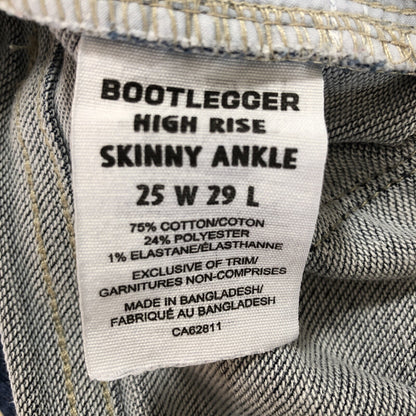 BOOTLEGGER
HIGH RISE
SKINNY ANKLE
25 W 29 L
75% COTTON/COTON
24% POLYESTER
1% ELASTANE/ÉLASTHANNE
EXCLUSIVE OF TRIM/
GARNITURES NON-COMPRISES
MADE IN BANGLADESH/
FABRIQUÉ AU BANGLADESH
CA62811